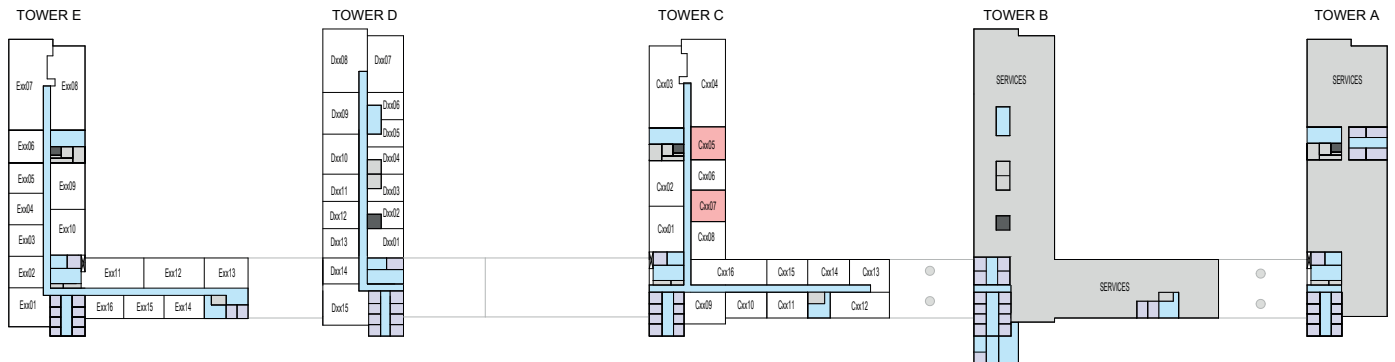 TOWER E
TOWER D
TOWER C
TOWER B
TOWER A
Exx07
Exx08
Exx06
Exx05
Exx09
Exx04
Exx03
Exx10
Exx02
Exx01
Exx11
Exx12
Exx13
Exx16
Exx15
Exx14
Dxx08
Dxx07
Dxx09
Dxx06
Dxx05
Dxx10
Dxx04
Dxx11
Dxx03
Dxx12
Dxx02
Dxx13
Dxx01
Dxx14
Dxx15
Cxx03
Cxx04
Cxx05
Cxx02
Cxx06
Cxx07
Cxx01
Cxx08
Cxx16
Cxx15
Cxx14
Cxx13
Cxx09
Cxx10
Cxx11
Cxx12
SERVICES
SERVICES
SERVICES